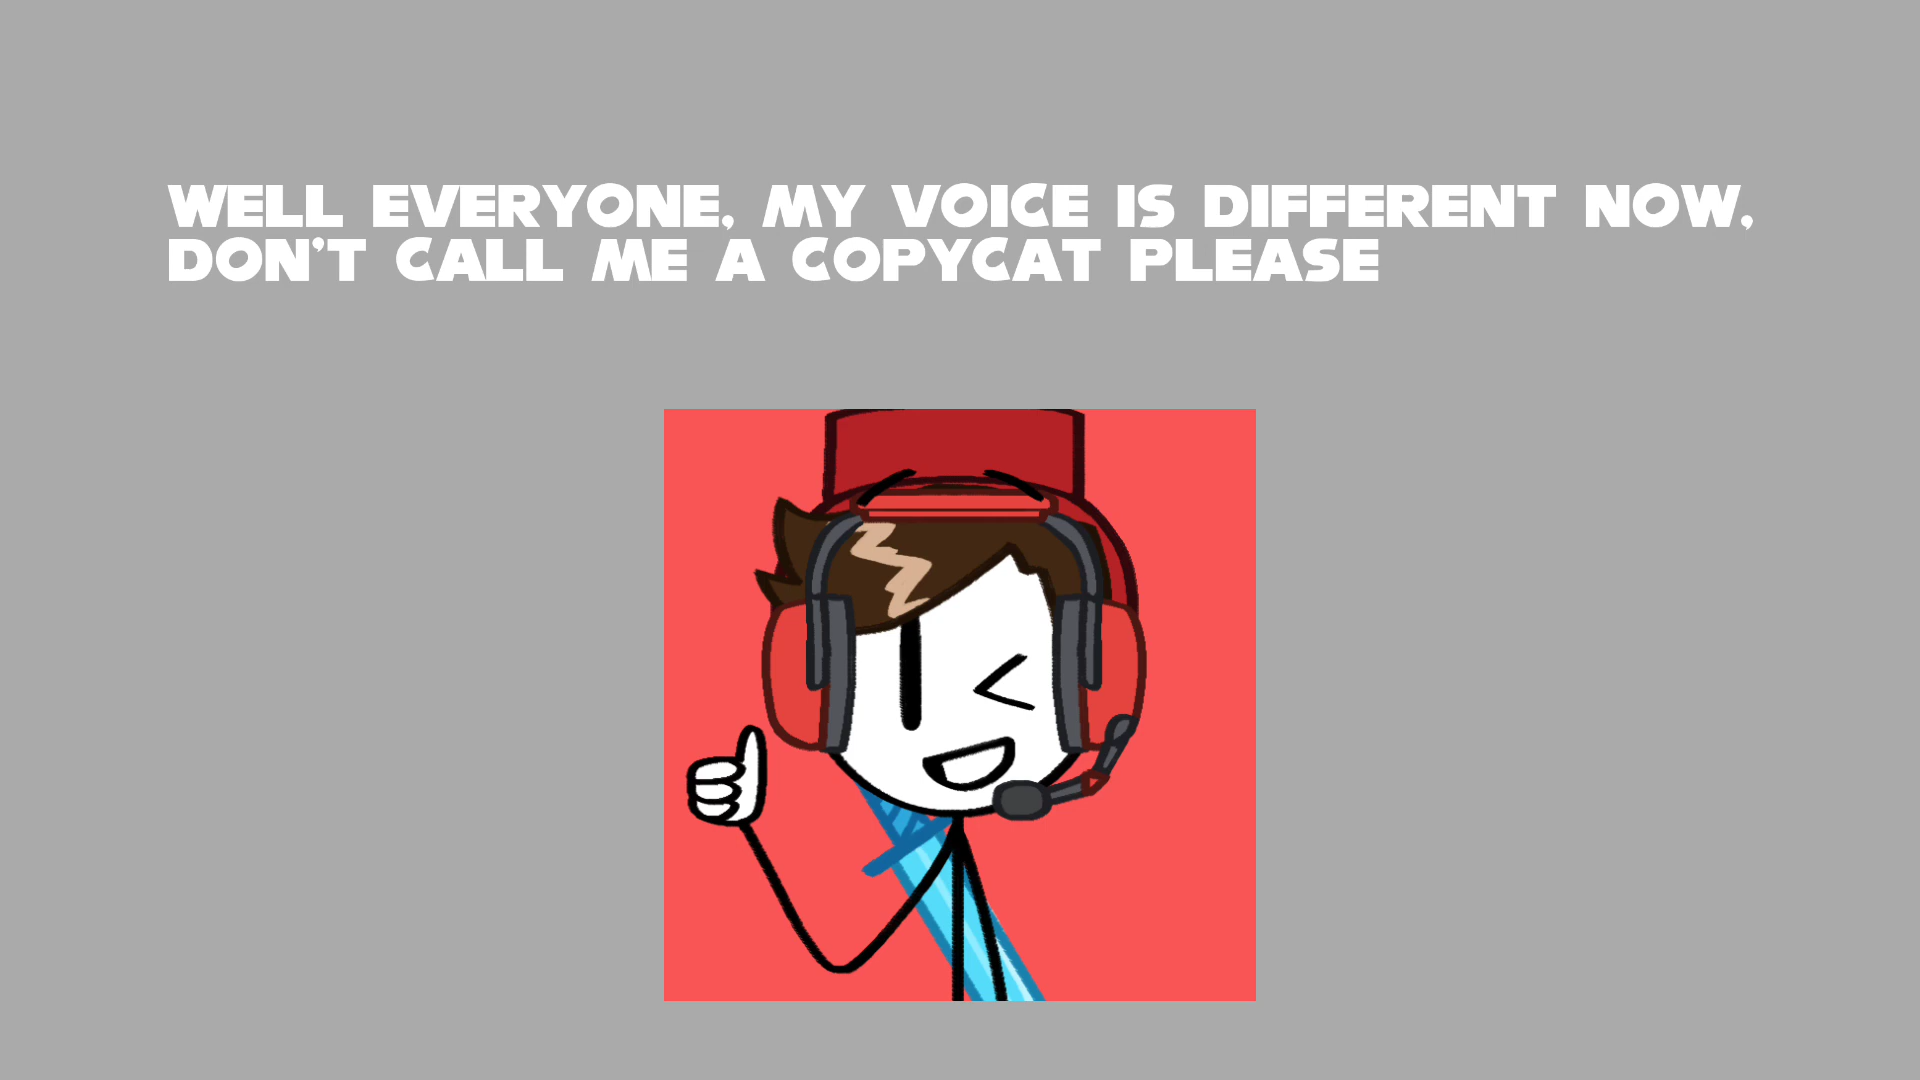 WELL EVERYONE, MY VOICE IS DIFFERENT NOW,
DON'T CALL ME A COPYCAT PLEASE